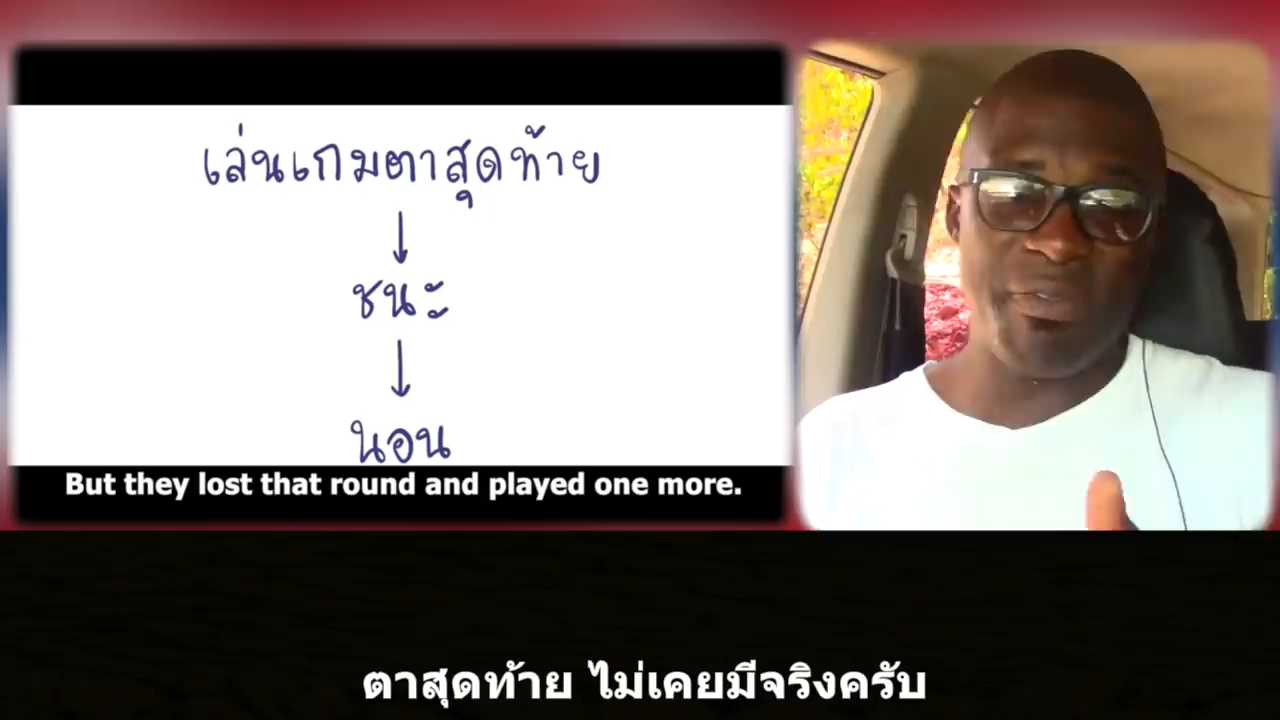 เล่นเกมตาสุดท้าย
↓
ชนะ
↓
นอน
But they lost that round and played one more.
ตาสุดท้าย ไม่เคยมีจริงครับ